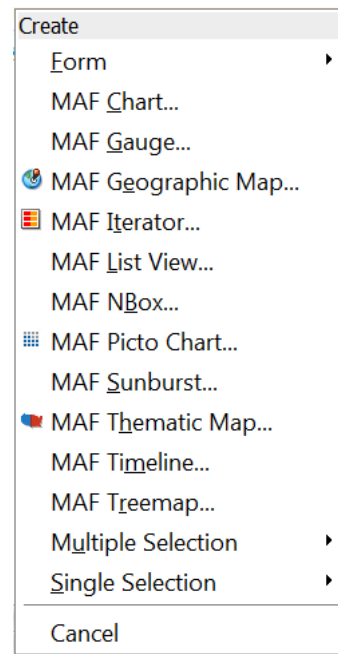 Create
Form
MAF Chart...
MAF Gauge...
MAF Geographic Map...
MAF Iterator...
MAF List View...
MAF NBox...
MAF Picto Chart...
MAF Sunburst...
MAF Thematic Map...
MAF Timeline...
MAF Treemap...
Multiple Selection
Single Selection
Cancel